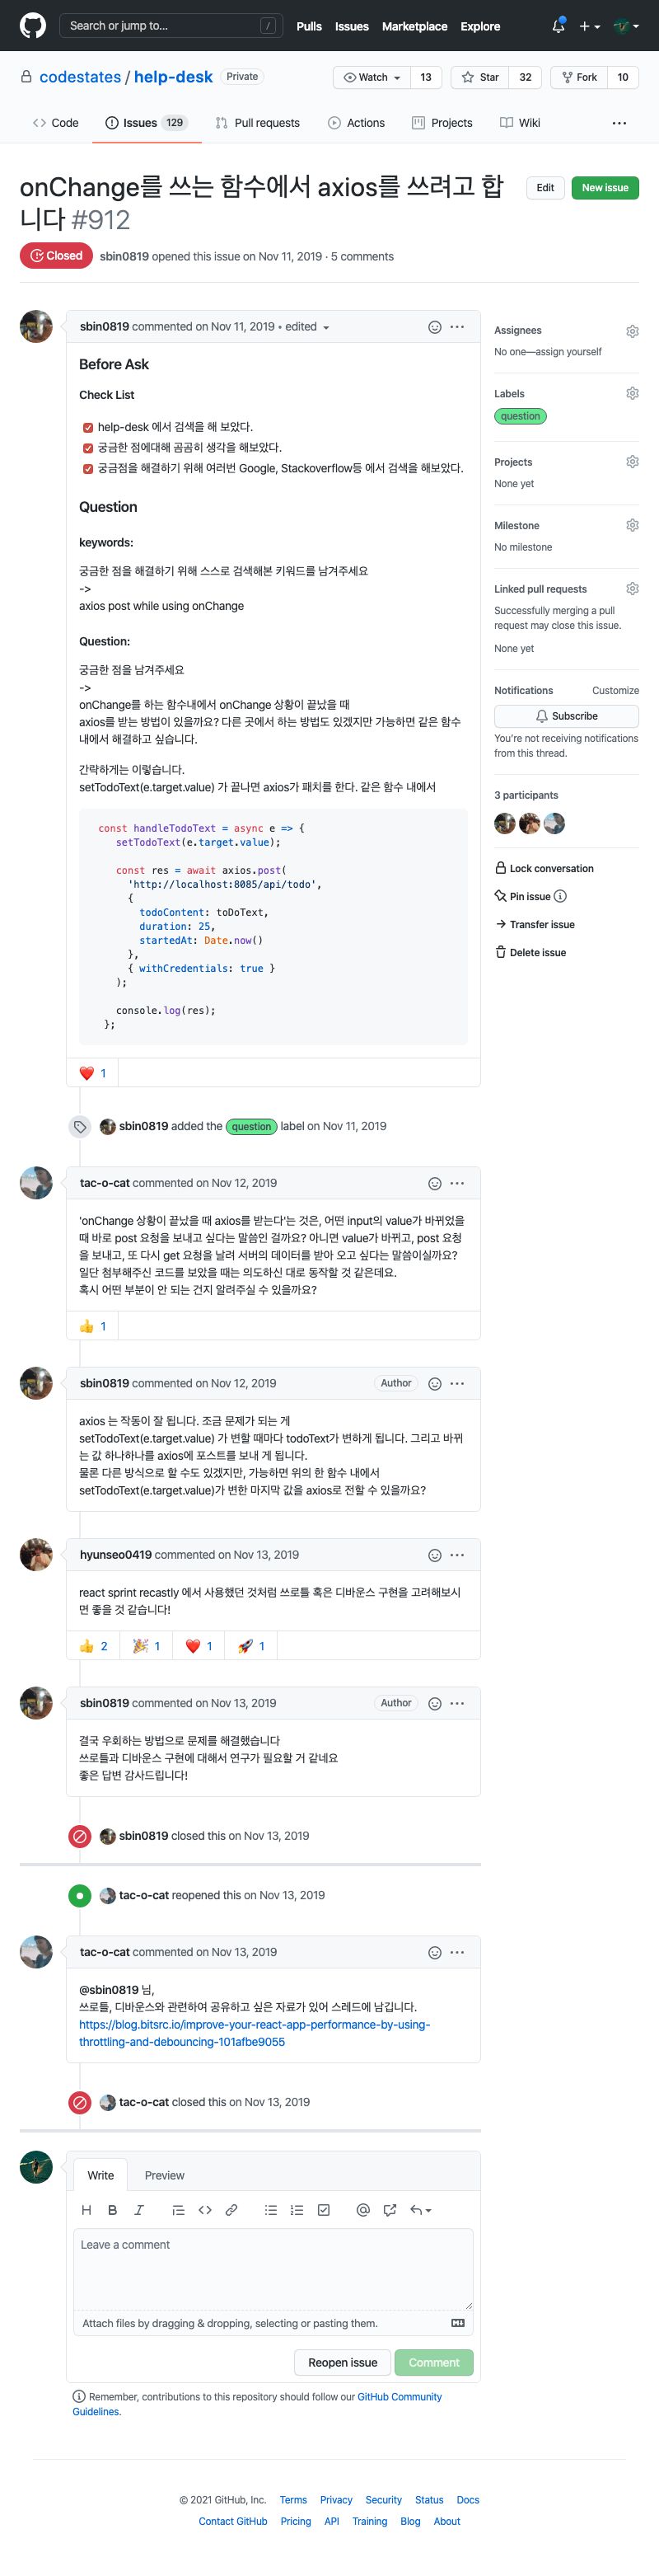 Search or jump to...
/
Pulls Issues Marketplace Explore
codestates / help-desk Private
Watch 13 Star 32 Fork 10
Code Issues 129 Pull requests Actions Projects Wiki ...
onChange를 쓰는 함수에서 axios를 쓰려고 합
니다 #912
Edit New issue
Closed sbin0819 opened this issue on Nov 11, 2019 · 5 comments
sbin0819 commented on Nov 11, 2019 • edited
Before Ask
Check List
help-desk 에서 검색을 해 보았다.
궁금한 점에대해 곰곰히 생각을 해보았다.
궁금점을 해결하기 위해 여러번 Google, Stackoverflow등 에서 검색을 해보았다.
Question
keywords:
궁금한 점을 해결하기 위해 스스로 검색해본 키워드를 남겨주세요
->
axios post while using onChange
Question:
궁금한 점을 남겨주세요
->
onChange를 하는 함수내에서 onChange 상황이 끝났을 때
axios를 받는 방법이 있을까요? 다른 곳에서 하는 방법도 있겠지만 가능하면 같은 함수
내에서 해결하고 싶습니다.
간략하게는 이렇습니다.
setTodoText(e.target.value) 가 끝나면 axios가 패치를 한다. 같은 함수 내에서
const handleTodoText = async e => {
setTodoText(e.target.value);
const res = await axios.post(
'http://localhost:8085/api/todo',
{
todoContent: toDoText,
duration: 25,
startedAt: Date.now()
},
{ withCredentials: true }
);
console.log(res);
};
1
Assignees
No one—assign yourself
Labels
question
Projects
None yet
Milestone
No milestone
Linked pull requests
Successfully merging a pull
request may close this issue.
None yet
Notifications Customize
Subscribe
You're not receiving notifications
from this thread.
3 participants
Lock conversation
Pin issue
Transfer issue
Delete issue
sbin0819 added the question label on Nov 11, 2019
tac-o-cat commented on Nov 12, 2019
'onChange 상황이 끝났을 때 axios를 받는다'는 것은, 어떤 input의 value가 바뀌었을
때 바로 post 요청을 보내고 싶다는 말씀인 걸까요? 아니면 value가 바뀌고, post 요청
을 보내고, 또 다시 get 요청을 날려 서버의 데이터를 받아 오고 싶다는 말씀이실까요?
일단 첨부해주신 코드를 보았을 때는 의도하신 대로 동작할 것 같은데요.
혹시 어떤 부분이 안 되는 건지 알려주실 수 있을까요?
1
sbin0819 commented on Nov 12, 2019 Author
axios 는 작동이 잘 됩니다. 조금 문제가 되는 게
setTodoText(e.target.value) 가 변할 때마다 todoText가 변하게 됩니다. 그리고 바뀌
는 값 하나하나를 axios에 포스트를 보내 게 됩니다.
물론 다른 방식으로 할 수도 있겠지만, 가능하면 위의 한 함수 내에서
setTodoText(e.target.value)가 변한 마지막 값을 axios로 전할 수 있을까요?
hyunseo0419 commented on Nov 13, 2019
react sprint recastly 에서 사용했던 것처럼 쓰로틀 혹은 디바운스 구현을 고려해보시
면 좋을 것 같습니다!
2 1 1 1
sbin0819 commented on Nov 13, 2019 Author
결국 우회하는 방법으로 문제를 해결했습니다
쓰로틀과 디바운스 구현에 대해서 연구가 필요할 거 같네요
좋은 답변 감사드립니다!
sbin0819 closed this on Nov 13, 2019
tac-o-cat reopened this on Nov 13, 2019
tac-o-cat commented on Nov 13, 2019
@sbin0819 님,
쓰로틀, 디바운스와 관련하여 공유하고 싶은 자료가 있어 스레드에 남깁니다.
https://blog.bitsrc.io/improve-your-react-app-performance-by-using-
throttling-and-debouncing-101afbe9055
tac-o-cat closed this on Nov 13, 2019
Write Preview
Leave a comment
Attach files by dragging & dropping, selecting or pasting them.
Reopen issue Comment
Remember, contributions to this repository should follow our GitHub Community
Guidelines.
© 2021 GitHub, Inc. Terms Privacy Security Status Docs
Contact GitHub Pricing API Training Blog About